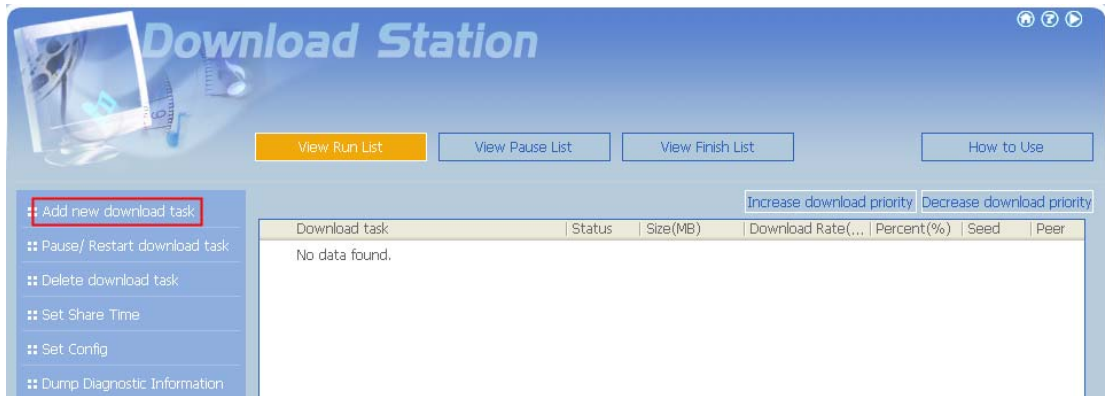 Download Station
View Run List View Pause List View Finish List How to Use
Increase download priority Decrease download priority
Add new download task
Pause/ Restart download task
Delete download task
Set Share Time
Set Config
Dump Diagnostic Information
Download task Status Size(MB) Download Rate(... Percent(%) Seed Peer
No data found.